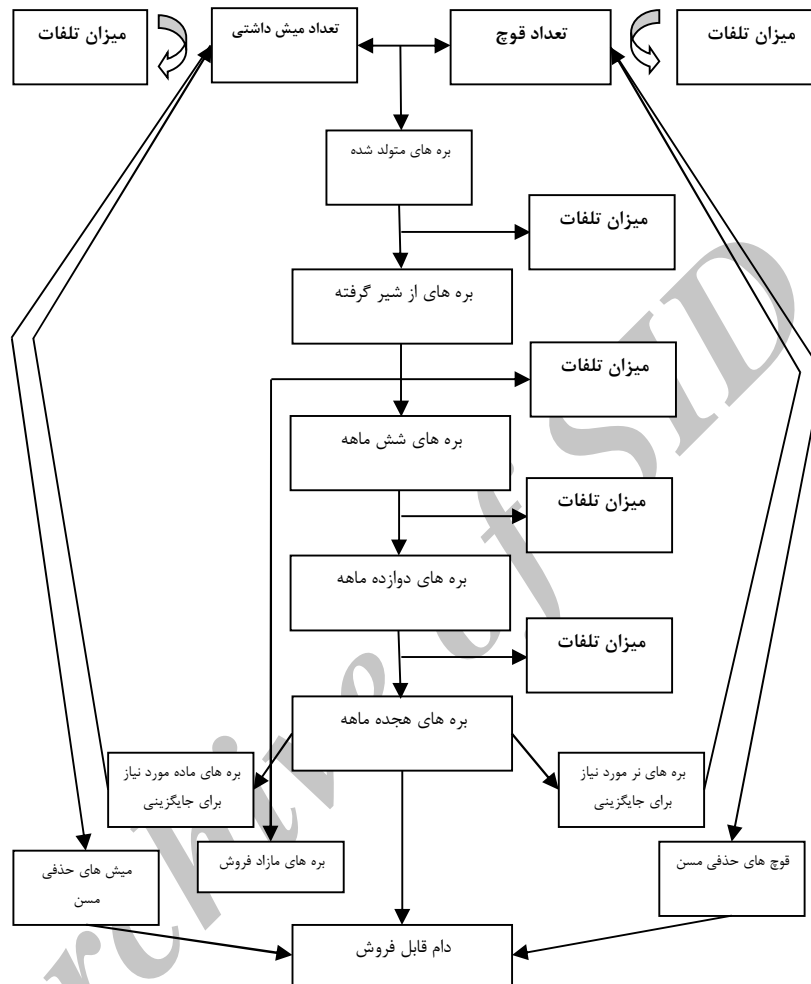 میزان تلفات
تعداد قوچ
تعداد میش داشتی
میزان تلفات
بره های متولد شده
میزان تلفات
بره های از شیر گرفته
میزان تلفات
بره های شش ماهه
میزان تلفات
بره های دوازده ماهه
میزان تلفات
بره های هجده ماهه
بره های نر مورد نیاز
برای جایگزینی
بره های ماده مورد نیاز
برای جایگزینی
قوچ های حذفی مسن
بره های مازاد فروش
میش های حذفی
مسن
دام قابل فروش
Archive of SID